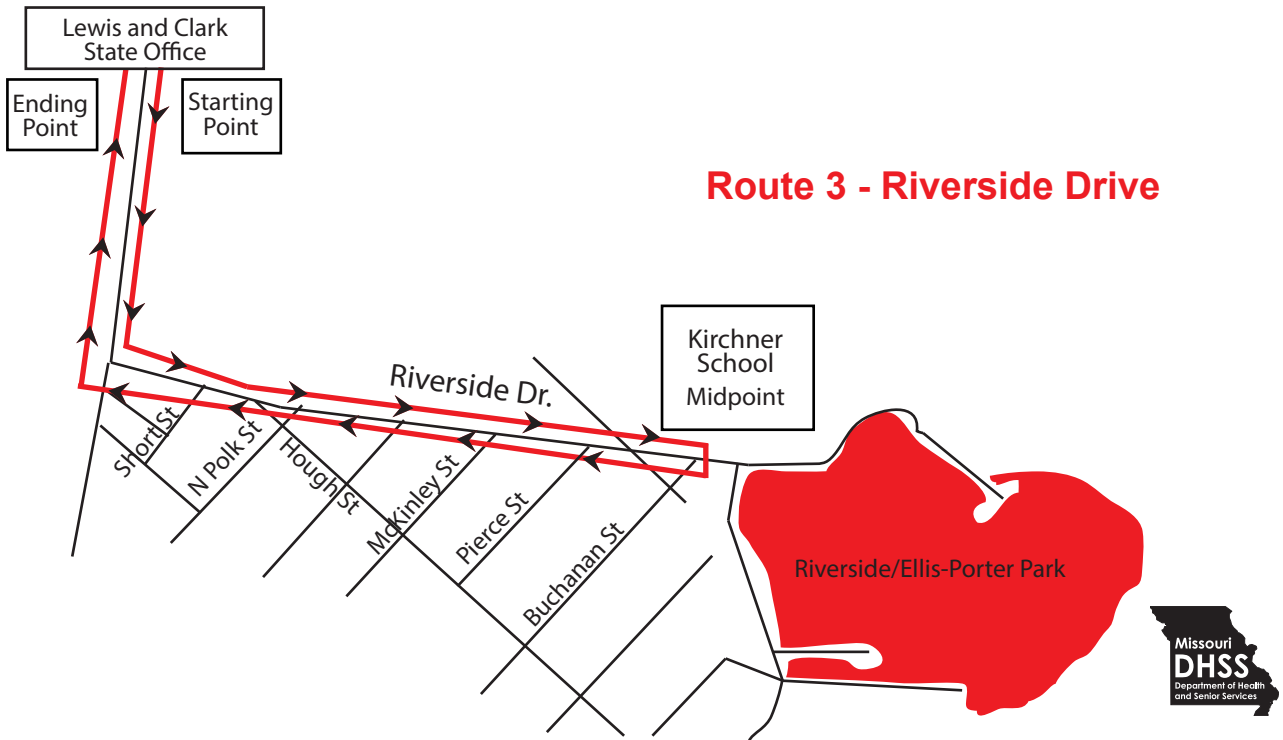 Lewis and Clark
State Office
Ending
Point
Starting
Point
Route 3 - Riverside Drive
Kirchner
School
Midpoint
Riverside Dr.
Short St
N Polk St
Hough St
McKinley St
Pierce St
Buchanan St
Riverside/Ellis-Porter Park
Missouri
DHSS
Department of Health
and Senior Services